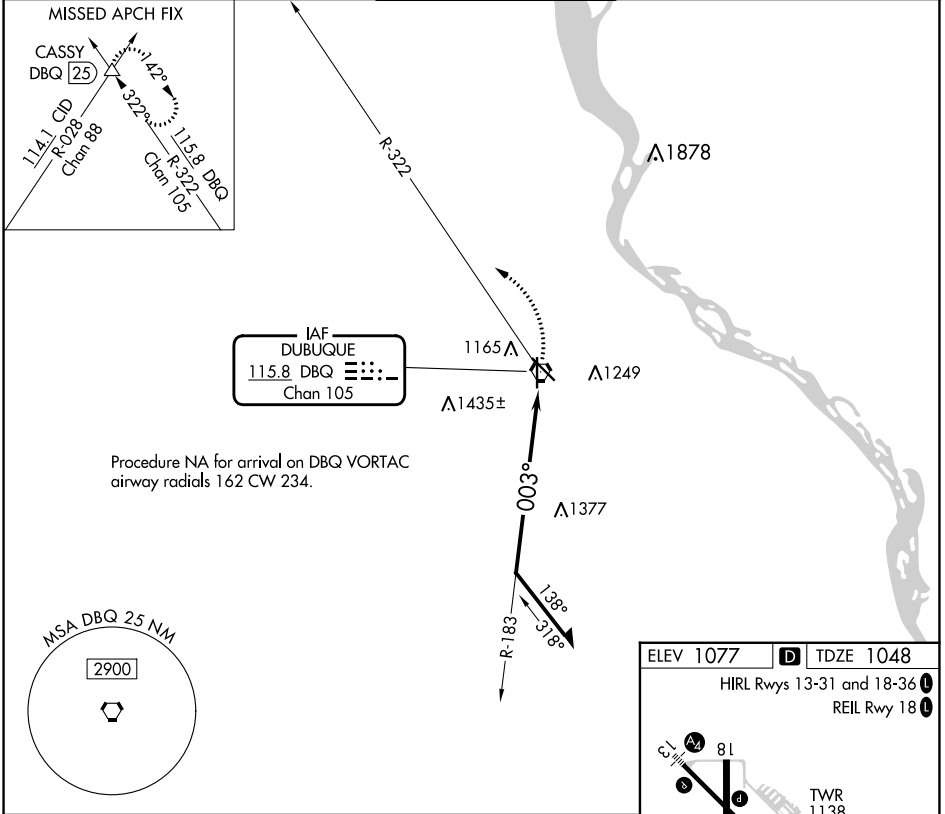 MISSED APCH FIX
CASSY
DBQ 25
142°
322°
114.1 CID
R-028
Chan 88
115.8 DBQ
R-322
Chan 105
R-322
1878
IAF
DUBUQUE
115.8 DBQ
Chan 105
1165
1249
1435±
Procedure NA for arrival on DBQ VORTAC
airway radials 162 CW 234.
003°
1377
138°
318°
R-183
MSA DBQ 25 NM
2900
ELEV 1077 D TDZE 1048
HIRL Rwys 13-31 and 18-36 L
REIL Rwy 18 L
13
A4
18
P
TWR
1138